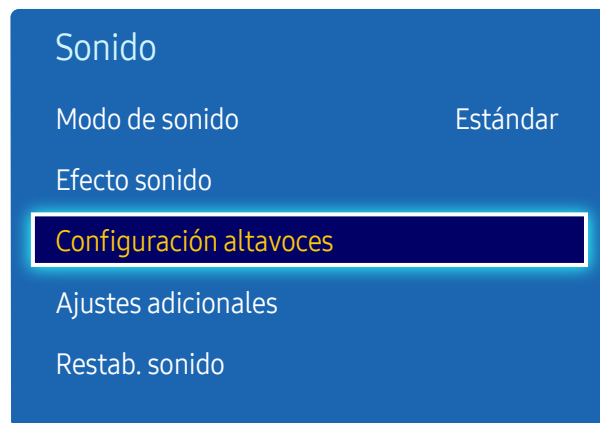 Sonido
Modo de sonido Estándar
Efecto sonido
Configuración altavoces
Ajustes adicionales
Restab. sonido